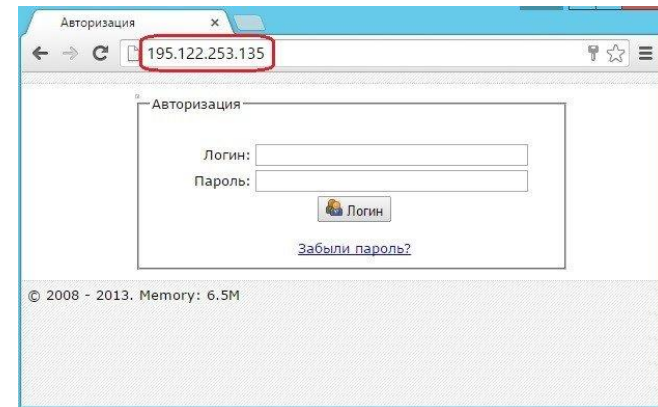 Авторизация
195.122.253.135
Авторизация
Логин:
Пароль:
Логин
Забыли пароль?
© 2008 - 2013. Memory: 6.5M